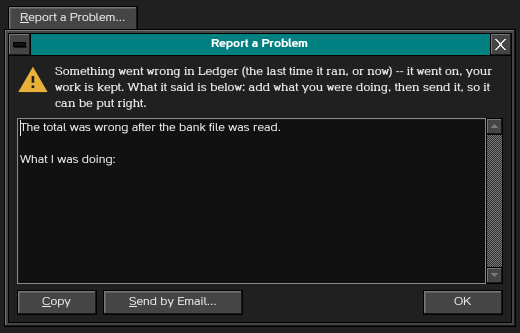 Report a Problem...
Report a Problem
Something went wrong in Ledger (the last time it ran, or now) -- it went on, your
work is kept. What it said is below: add what you were doing, then send it, so it
can be put right.
The total was wrong after the bank file was read.
What I was doing:
Copy
Send by Email...
OK